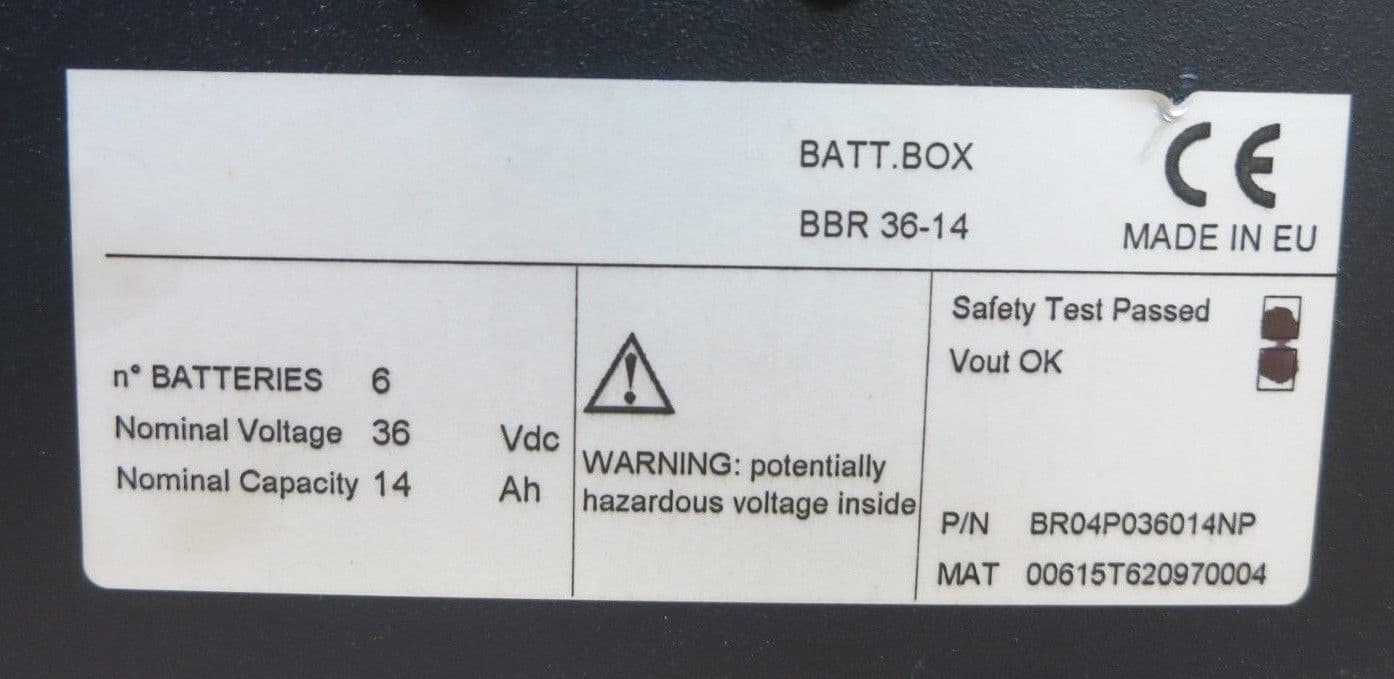 BATT.BOX
BBR 36-14
CE
MADE IN EU
n° BATTERIES 6
Nominal Voltage 36 Vdc
Nominal Capacity 14 Ah
WARNING: potentially
hazardous voltage inside
Safety Test Passed
Vout OK
P/N BR04P036014NP
MAT 00615T620970004